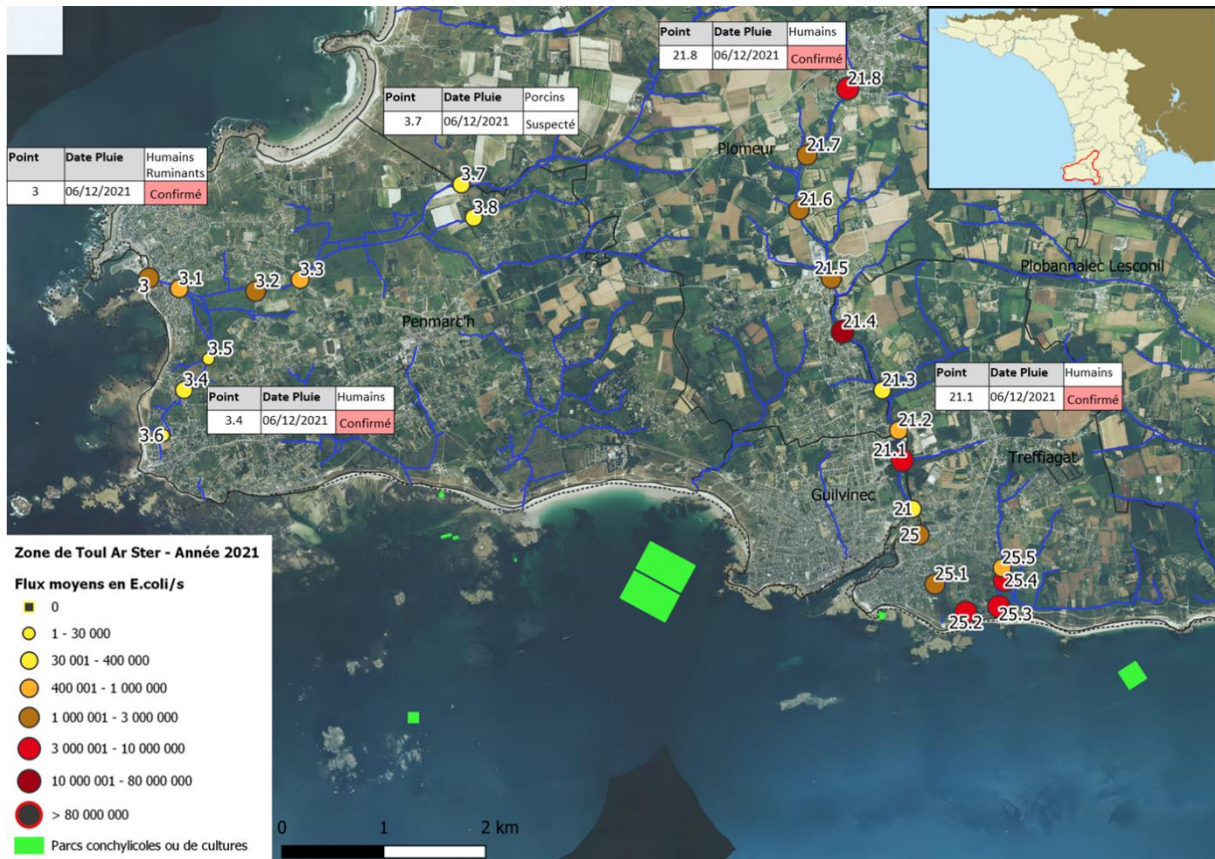 Point Date Pluie Humains
21.8 06/12/2021 Confirmé
21.8
Point Date Pluie Porcins
3.7 06/12/2021 Suspecté
Point Date Pluie Humains Ruminants
3 06/12/2021 Confirmé
21.7
Plomeur
3.7
3.8
21.6
3
3.1
3.2
3.3
21.5
Plobannalec Lesconil
Penmarc'h
21.4
3.5
3.4
21.3
Point Date Pluie Humains
21.1 06/12/2021 Confirmé
Point Date Pluie Humains
3.4 06/12/2021 Confirmé
3.6
21.2
21.1
Treffiagat
Guilvinec
21
25
25.5
25.1
25.4
25.2
25.3
Zone de Toul Ar Ster - Année 2021
Flux moyens en E.coli/s
0
1 - 30 000
30 001 - 400 000
400 001 - 1 000 000
1 000 001 - 3 000 000
3 000 001 - 10 000 000
10 000 001 - 80 000 000
> 80 000 000
Parcs conchylicoles ou de cultures
0 1 2 km